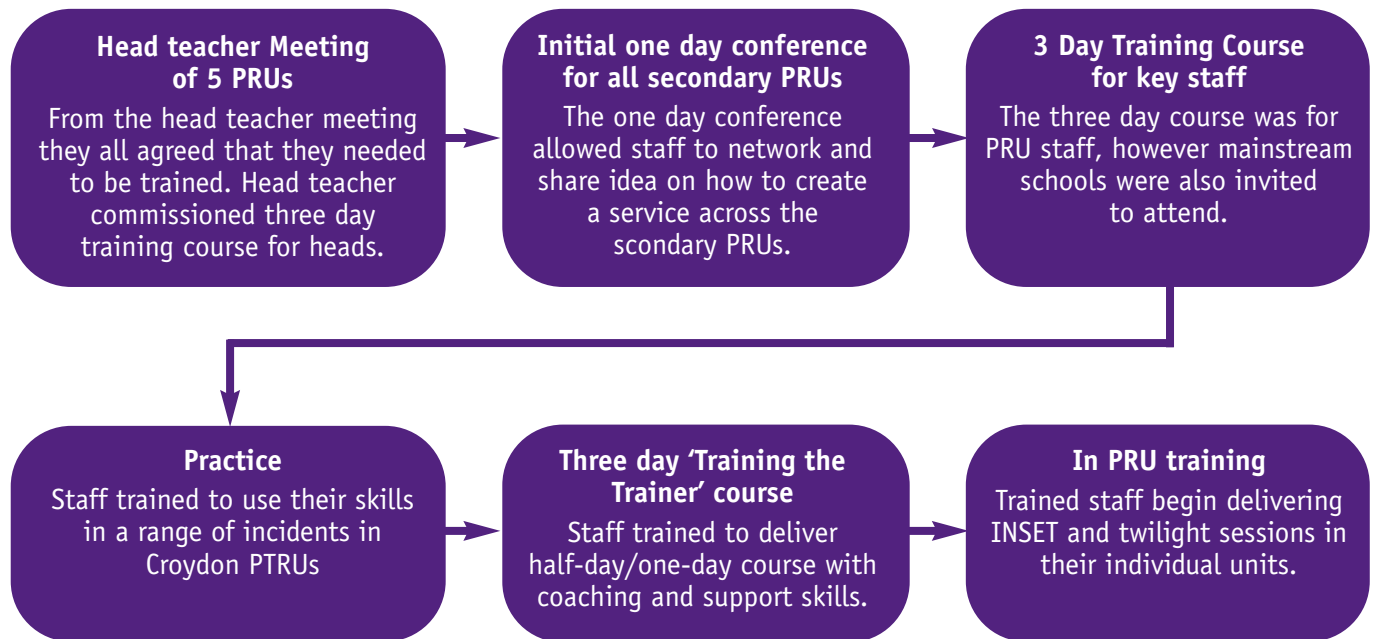 Head teacher Meeting
of 5 PRUs
From the head teacher meeting
they all agreed that they needed
to be trained. Head teacher
commissioned three day
training course for heads.
Initial one day conference
for all secondary PRUs
The one day conference
allowed staff to network and
share idea on how to create
a service across the
scondary PRUs.
3 Day Training Course
for key staff
The three day course was for
PRU staff, however mainstream
schools were also invited
to attend.
Practice
Staff trained to use their skills
in a range of incidents in
Croydon PTRUs
Three day ‘Training the
Trainer’ course
Staff trained to deliver
half-day/one-day course with
coaching and support skills.
In PRU training
Trained staff begin delivering
INSET and twilight sessions in
their individual units.